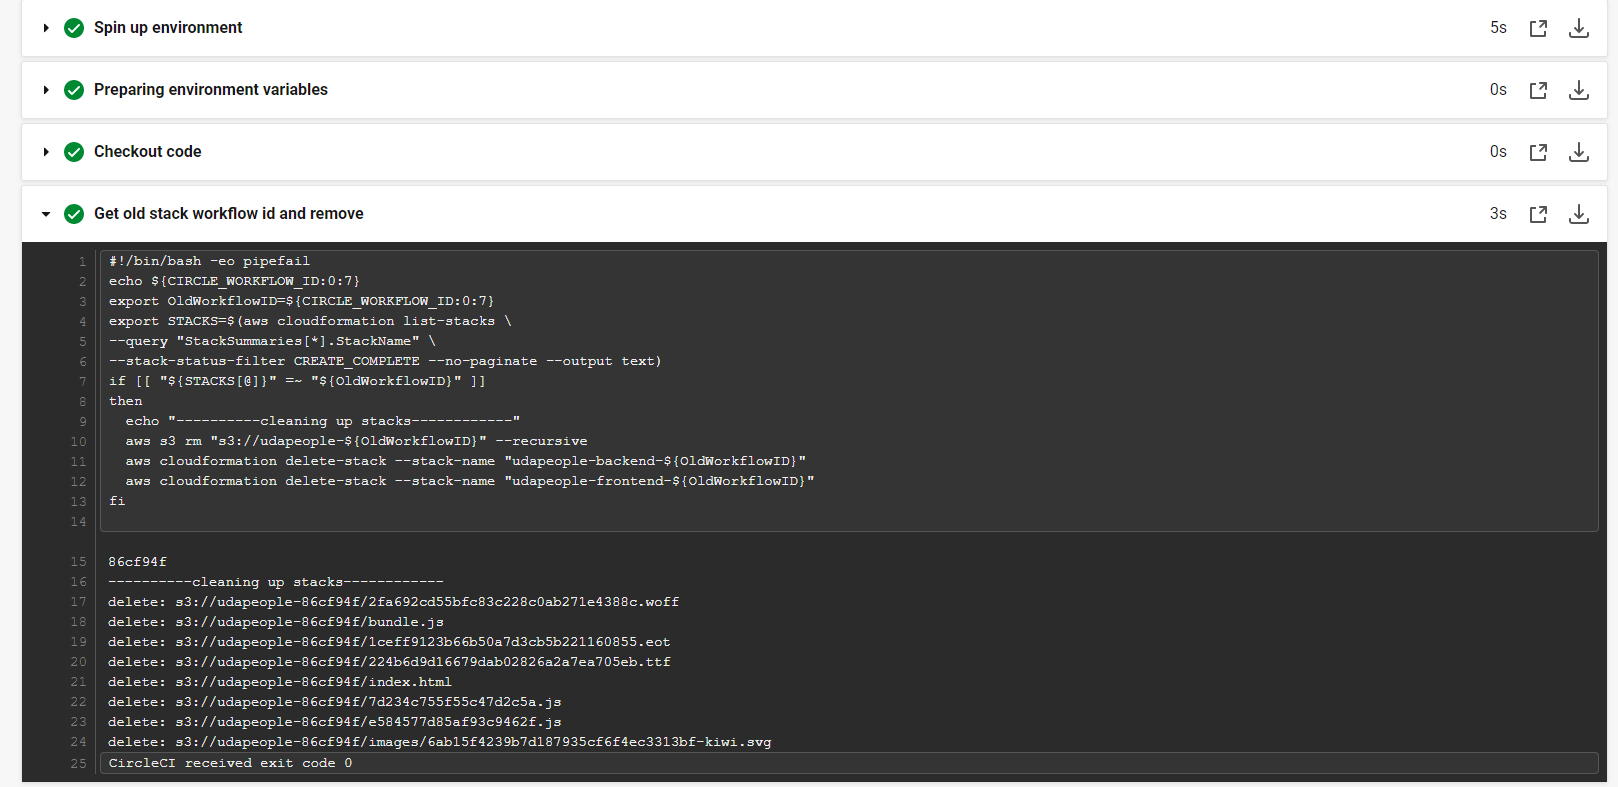 Spin up environment 5s
Preparing environment variables 0s
Checkout code 0s
Get old stack workflow id and remove 3s
1 #!/bin/bash -eo pipefail
2 echo ${CIRCLE_WORKFLOW_ID:0:7}
3 export OldWorkflowID=${CIRCLE_WORKFLOW_ID:0:7}
4 export STACKS=$(aws cloudformation list-stacks \
5 --query "StackSummaries[*].StackName" \
6 --stack-status-filter CREATE_COMPLETE --no-paginate --output text)
7 if [[ "${STACKS[@]}" =~ "${OldWorkflowID}" ]]
8 then
9   echo "----------cleaning up stacks------------"
10   aws s3 rm "s3://udapeople-${OldWorkflowID}" --recursive
11   aws cloudformation delete-stack --stack-name "udapeople-backend-${OldWorkflowID}"
12   aws cloudformation delete-stack --stack-name "udapeople-frontend-${OldWorkflowID}"
13 fi
14
15 86cf94f
16 ----------cleaning up stacks------------
17 delete: s3://udapeople-86cf94f/2fa692cd55bfc83c228c0ab271e4388c.woff
18 delete: s3://udapeople-86cf94f/bundle.js
19 delete: s3://udapeople-86cf94f/1ceff9123b66b50a7d3cb5b221160855.eot
20 delete: s3://udapeople-86cf94f/224b6d9d16679dab02826a2a7ea705eb.ttf
21 delete: s3://udapeople-86cf94f/index.html
22 delete: s3://udapeople-86cf94f/7d234c755f55c47d2c5a.js
23 delete: s3://udapeople-86cf94f/e584577d85af93c9462f.js
24 delete: s3://udapeople-86cf94f/images/6ab15f4239b7d187935cf6f4ec3313bf-kiwi.svg
25 CircleCI received exit code 0